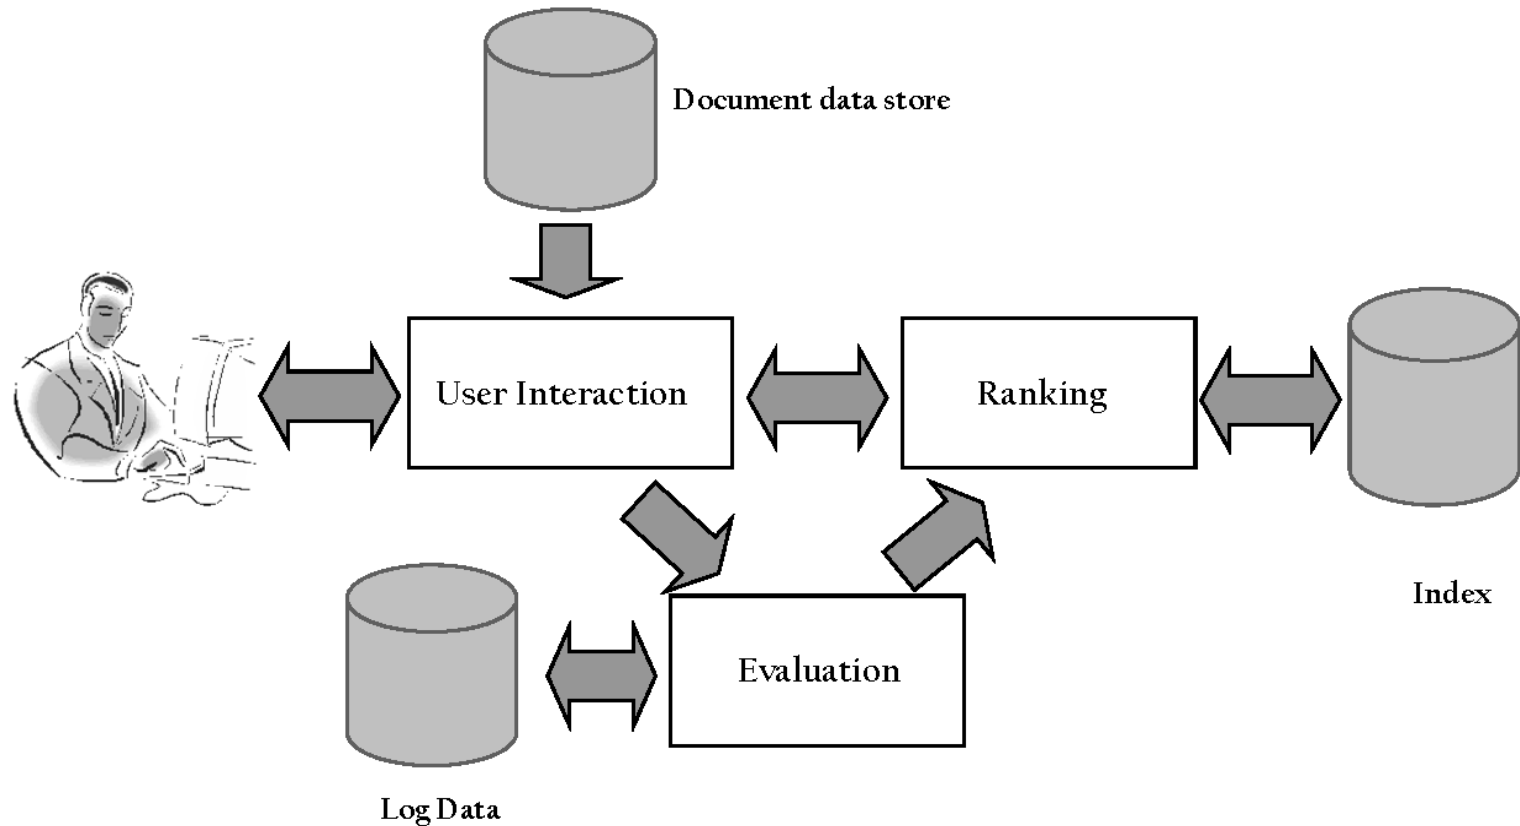 Document data store
User Interaction
Ranking
Index
Evaluation
Log Data